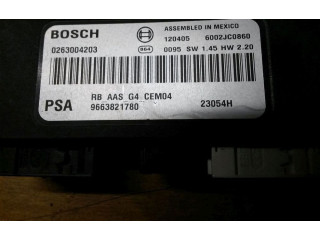 BOSCH
ASSEMBLED IN MEXICO
120405 6002JC0860
0263004203
964
0095 SW 1.45 HW 2.20
RB AAS G4 CEM04
PSA 9663821780 23054H